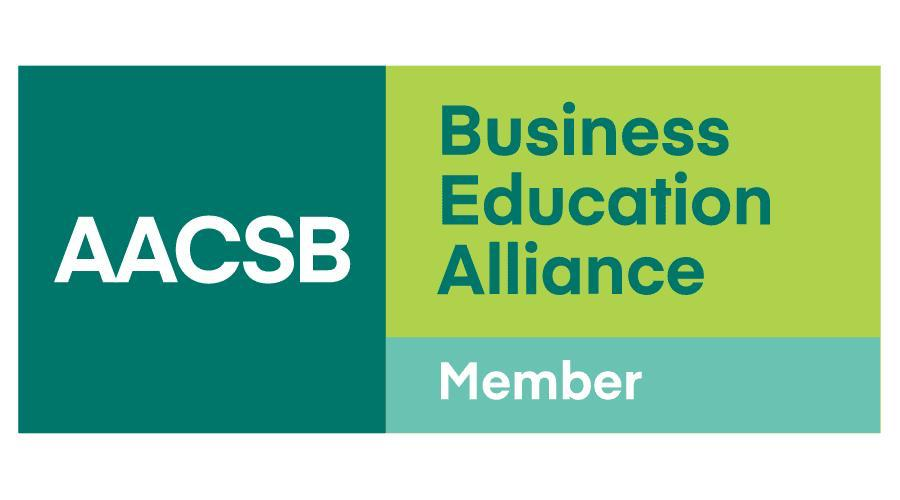 AACSB
Business
Education
Alliance
Member